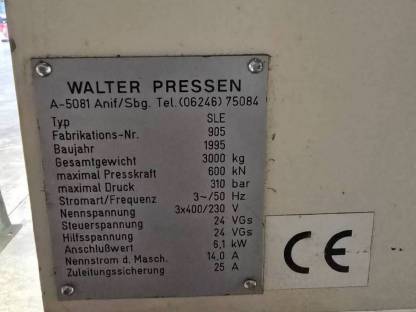 WALTER PRESSEN
A-5081 Anif/Sbg. Tel.(06246) 75084
Typ SLE
Fabrikations-Nr. 905
Baujahr 1995
Gesamtgewicht 3000 kg
maximal Presskraft 600 kN
maximal Druck 310 bar
Stromart/Frequenz 3~/50 Hz
Nennspannung 3x400/230 V
Steuerspannung 24 VGs
Hilfsspannung 24 VGs
Anschlußwert 6,1 kW
Nennstrom d. Masch. 14,0 A
Zuleitungssicherung 25 A
CE